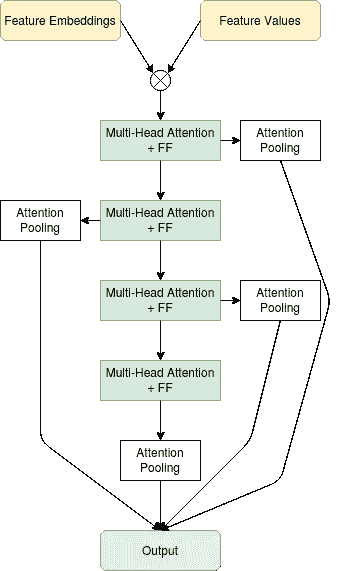 Feature Embeddings
Feature Values
Multi-Head Attention
+ FF
Attention
Pooling
Attention
Pooling
Multi-Head Attention
+ FF
Multi-Head Attention
+ FF
Attention
Pooling
Multi-Head Attention
+ FF
Attention
Pooling
Output